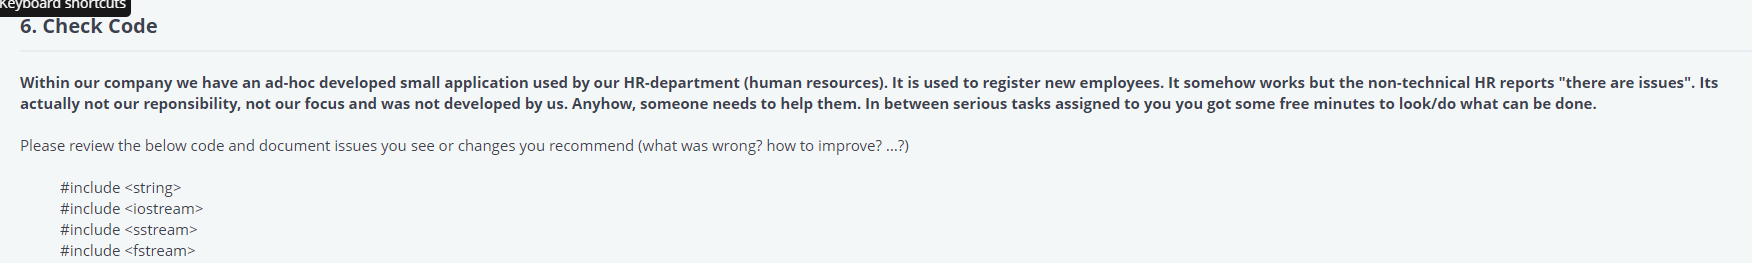 Keyboard shortcuts
6. Check Code
Within our company we have an ad-hoc developed small application used by our HR-department (human resources). It is used to register new employees. It somehow works but the non-technical HR reports "there are issues". Its
actually not our reponsibility, not our focus and was not developed by us. Anyhow, someone needs to help them. In between serious tasks assigned to you you got some free minutes to look/do what can be done.
Please review the below code and document issues you see or changes you recommend (what was wrong? how to improve? ...?)
#include <string>
#include <iostream>
#include <sstream>
#include <fstream>